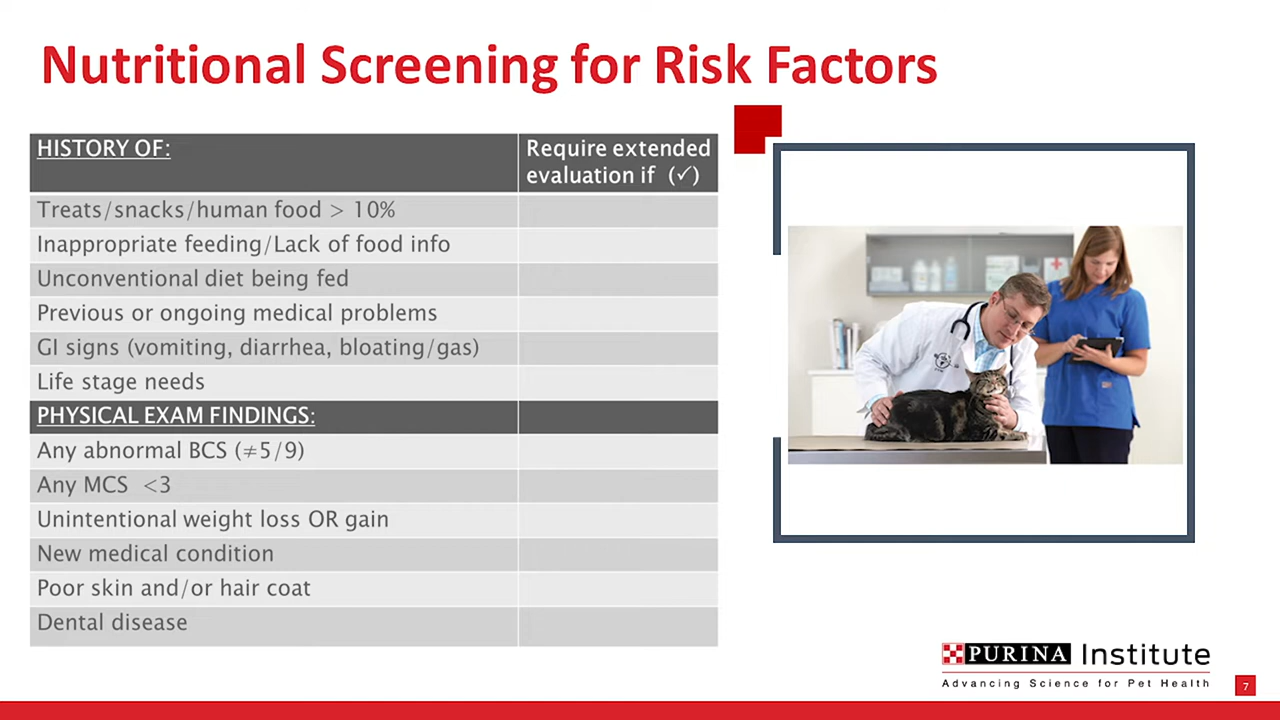 Nutritional Screening for Risk Factors
HISTORY OF:
Require extended
evaluation if (✓)
Treats/snacks/human food > 10%
Inappropriate feeding/Lack of food info
Unconventional diet being fed
Previous or ongoing medical problems
GI signs (vomiting, diarrhea, bloating/gas)
Life stage needs
PHYSICAL EXAM FINDINGS:
Any abnormal BCS (≠5/9)
Any MCS <3
Unintentional weight loss OR gain
New medical condition
Poor skin and/or hair coat
Dental disease
PURINA Institute
Advancing Science for Pet Health
7